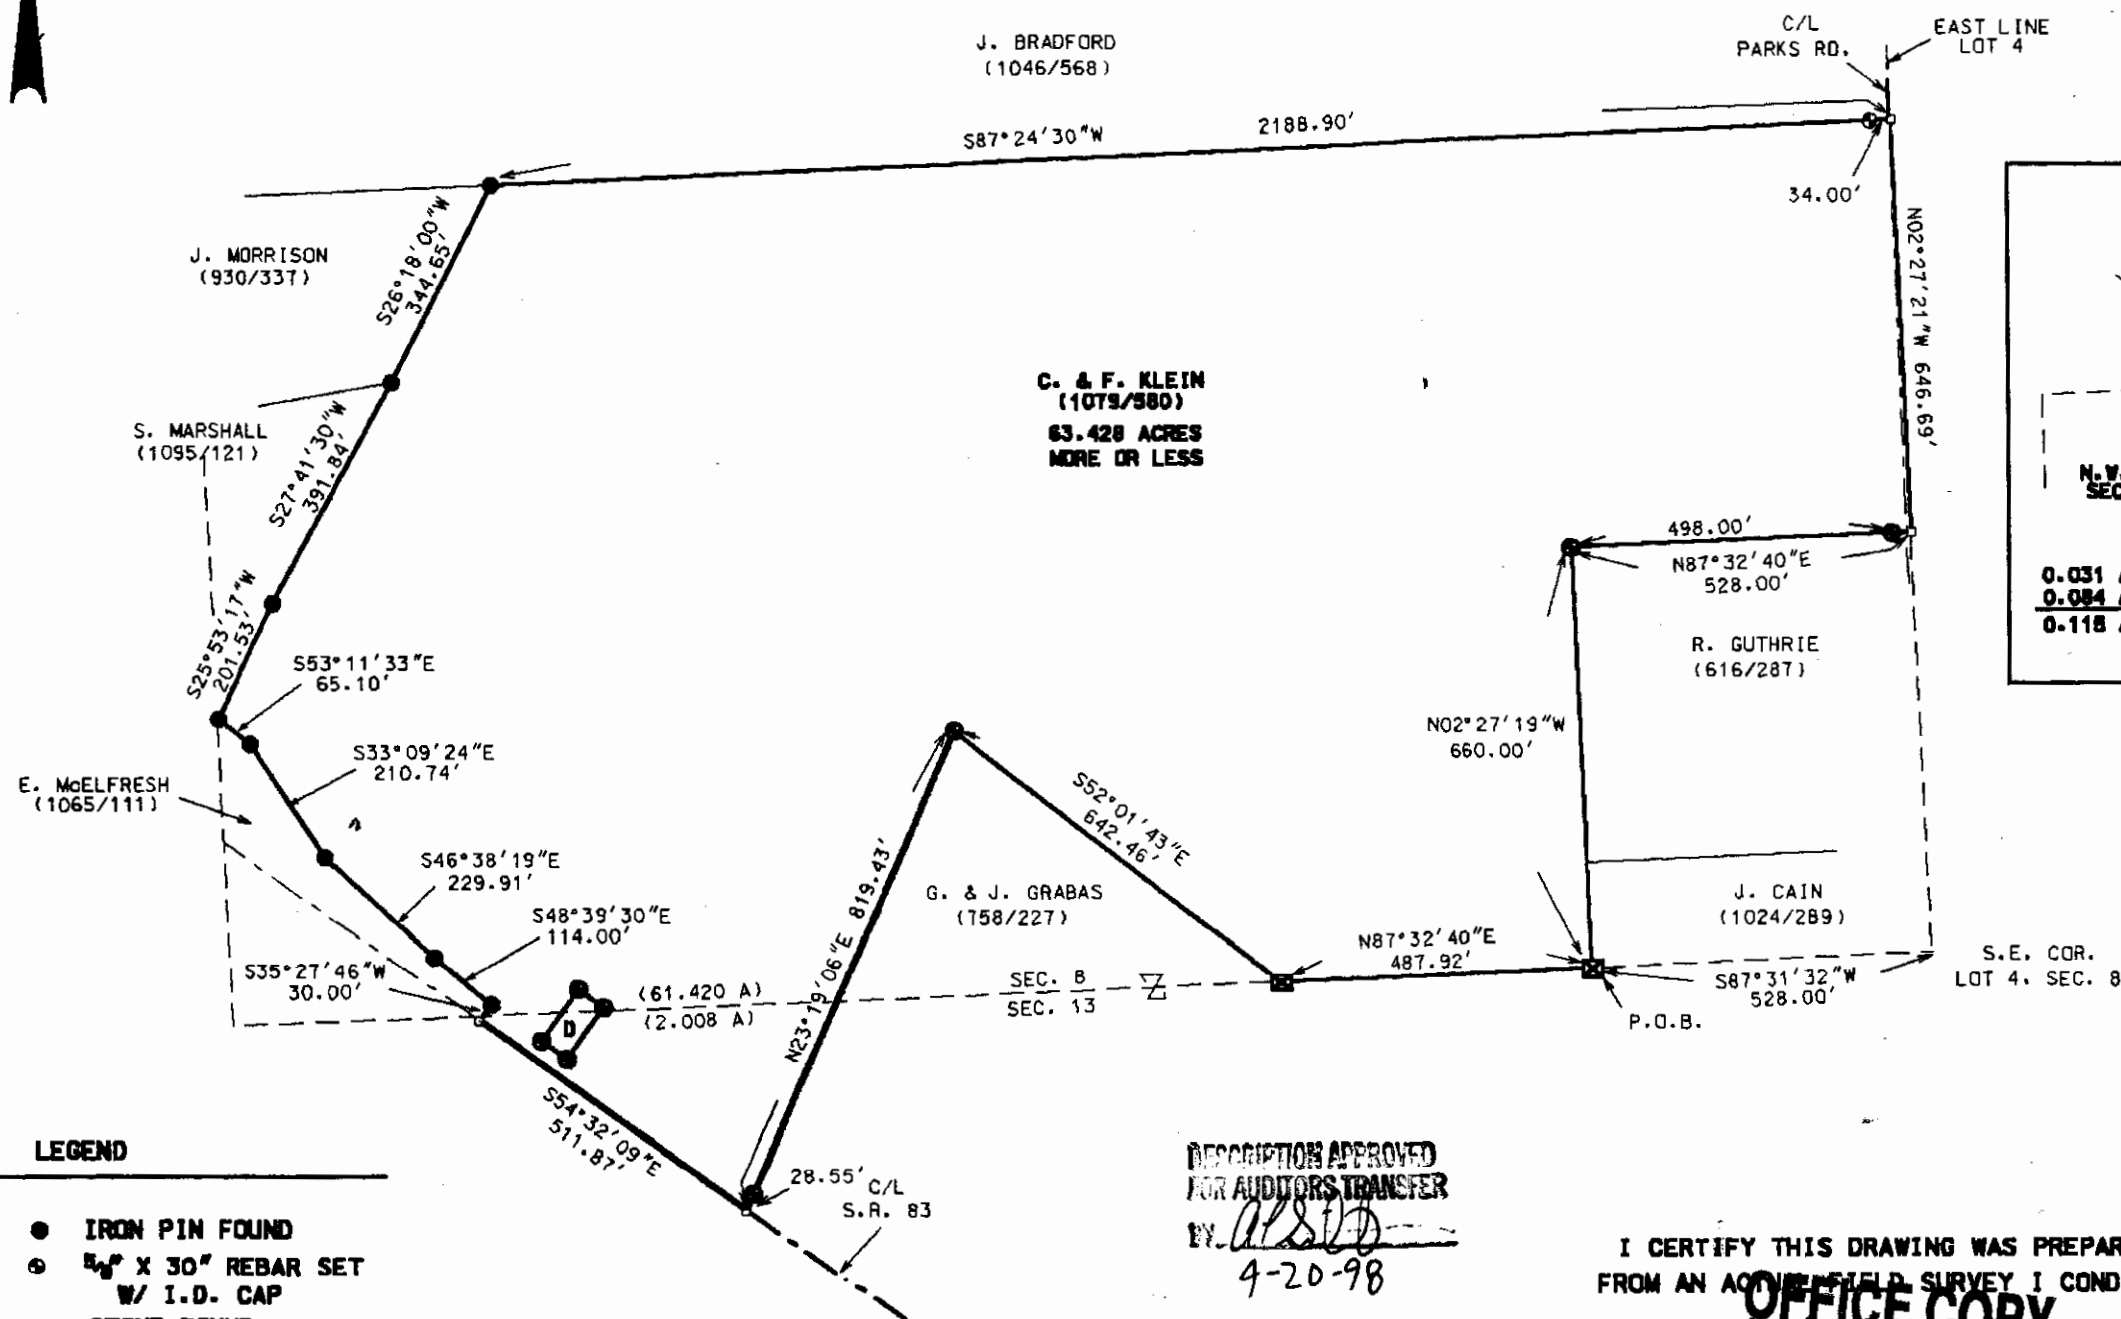 J. BRADFORD
(1046/568)
C/L
PARKS RD.
EAST LINE
LOT 4
S87°24'30"W 2188.90'
34.00'
J. MORRISON
(930/337)
S26°18'00"W
344.65'
N02°27'21"W 646.69'
C. & F. KLEIN
(1079/580)
63.428 ACRES
MORE OR LESS
S. MARSHALL
(1095/121)
S27°41'30"W
391.84'
N.W.
SEC
498.00'
N87°32'40"E
528.00'
0.031
0.084
0.115
S25°53'17"W
201.53'
S53°11'33"E
65.10'
R. GUTHRIE
(616/287)
S33°09'24"E
210.74'
N02°27'19"W
660.00'
E. McELFRESH
(1065/111)
S52°01'43"E
642.46'
S46°38'19"E
229.91'
N23°19'06"E 819.43'
G. & J. GRABAS
(758/227)
J. CAIN
(1024/289)
S48°39'30"E
114.00'
N87°32'40"E
487.92'
S35°27'46"W
30.00'
(61.420 A)
(2.008 A)
SEC. 8
SEC. 13
S87°31'32"W
528.00'
S.E. COR.
LOT 4. SEC. 8
D
P.O.B.
S54°32'09"E
511.87'
28.55'
C/L
S.R. 83
LEGEND
IRON PIN FOUND
5/8" X 30" REBAR SET
W/ I.D. CAP
DESCRIPTION APPROVED
FOR AUDITORS TRANSFER
BY
4-20-98
I CERTIFY THIS DRAWING WAS PREPAR
FROM AN ACTUAL FIELD SURVEY I COND
OFFICE COPY